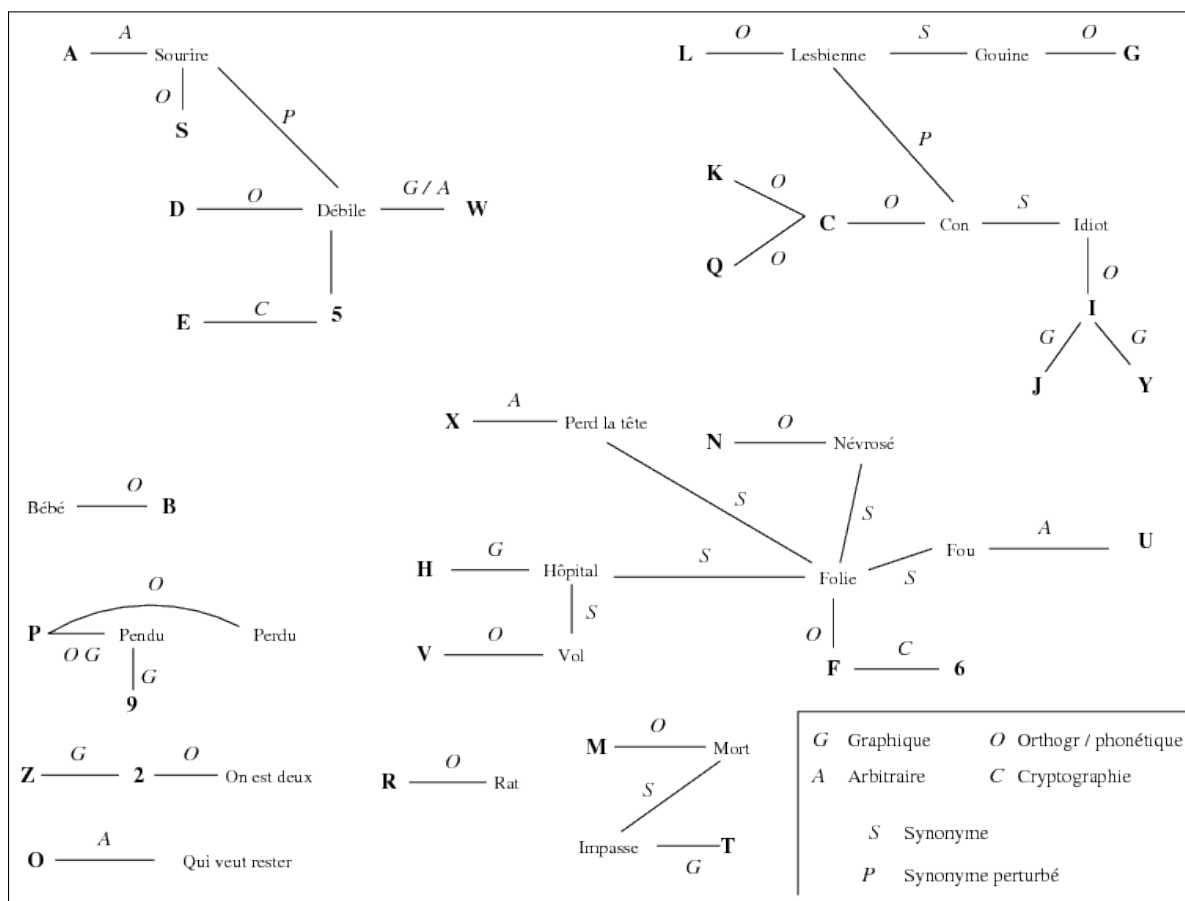 A A Sourire
O
S
P
D O Débile G / A W
E C 5
L O Lesbienne S Gouine O G
P
K O
Q O
C O Con S Idiot
O
I
G G
J Y
X A Perd la tête
N O Névrosé
S
S
Bébé O B
H G Hôpital S Folie S Fou A U
S
V O Vol
O
F C 6
O
P O G Pendu Perdu
G
9
Z G 2 O On est deux
R O Rat
M O Mort
S
Impasse G T
O A Qui veut rester
G Graphique O Orthogr / phonétique
A Arbitraire C Cryptographie
S Synonyme
P Synonyme perturbé